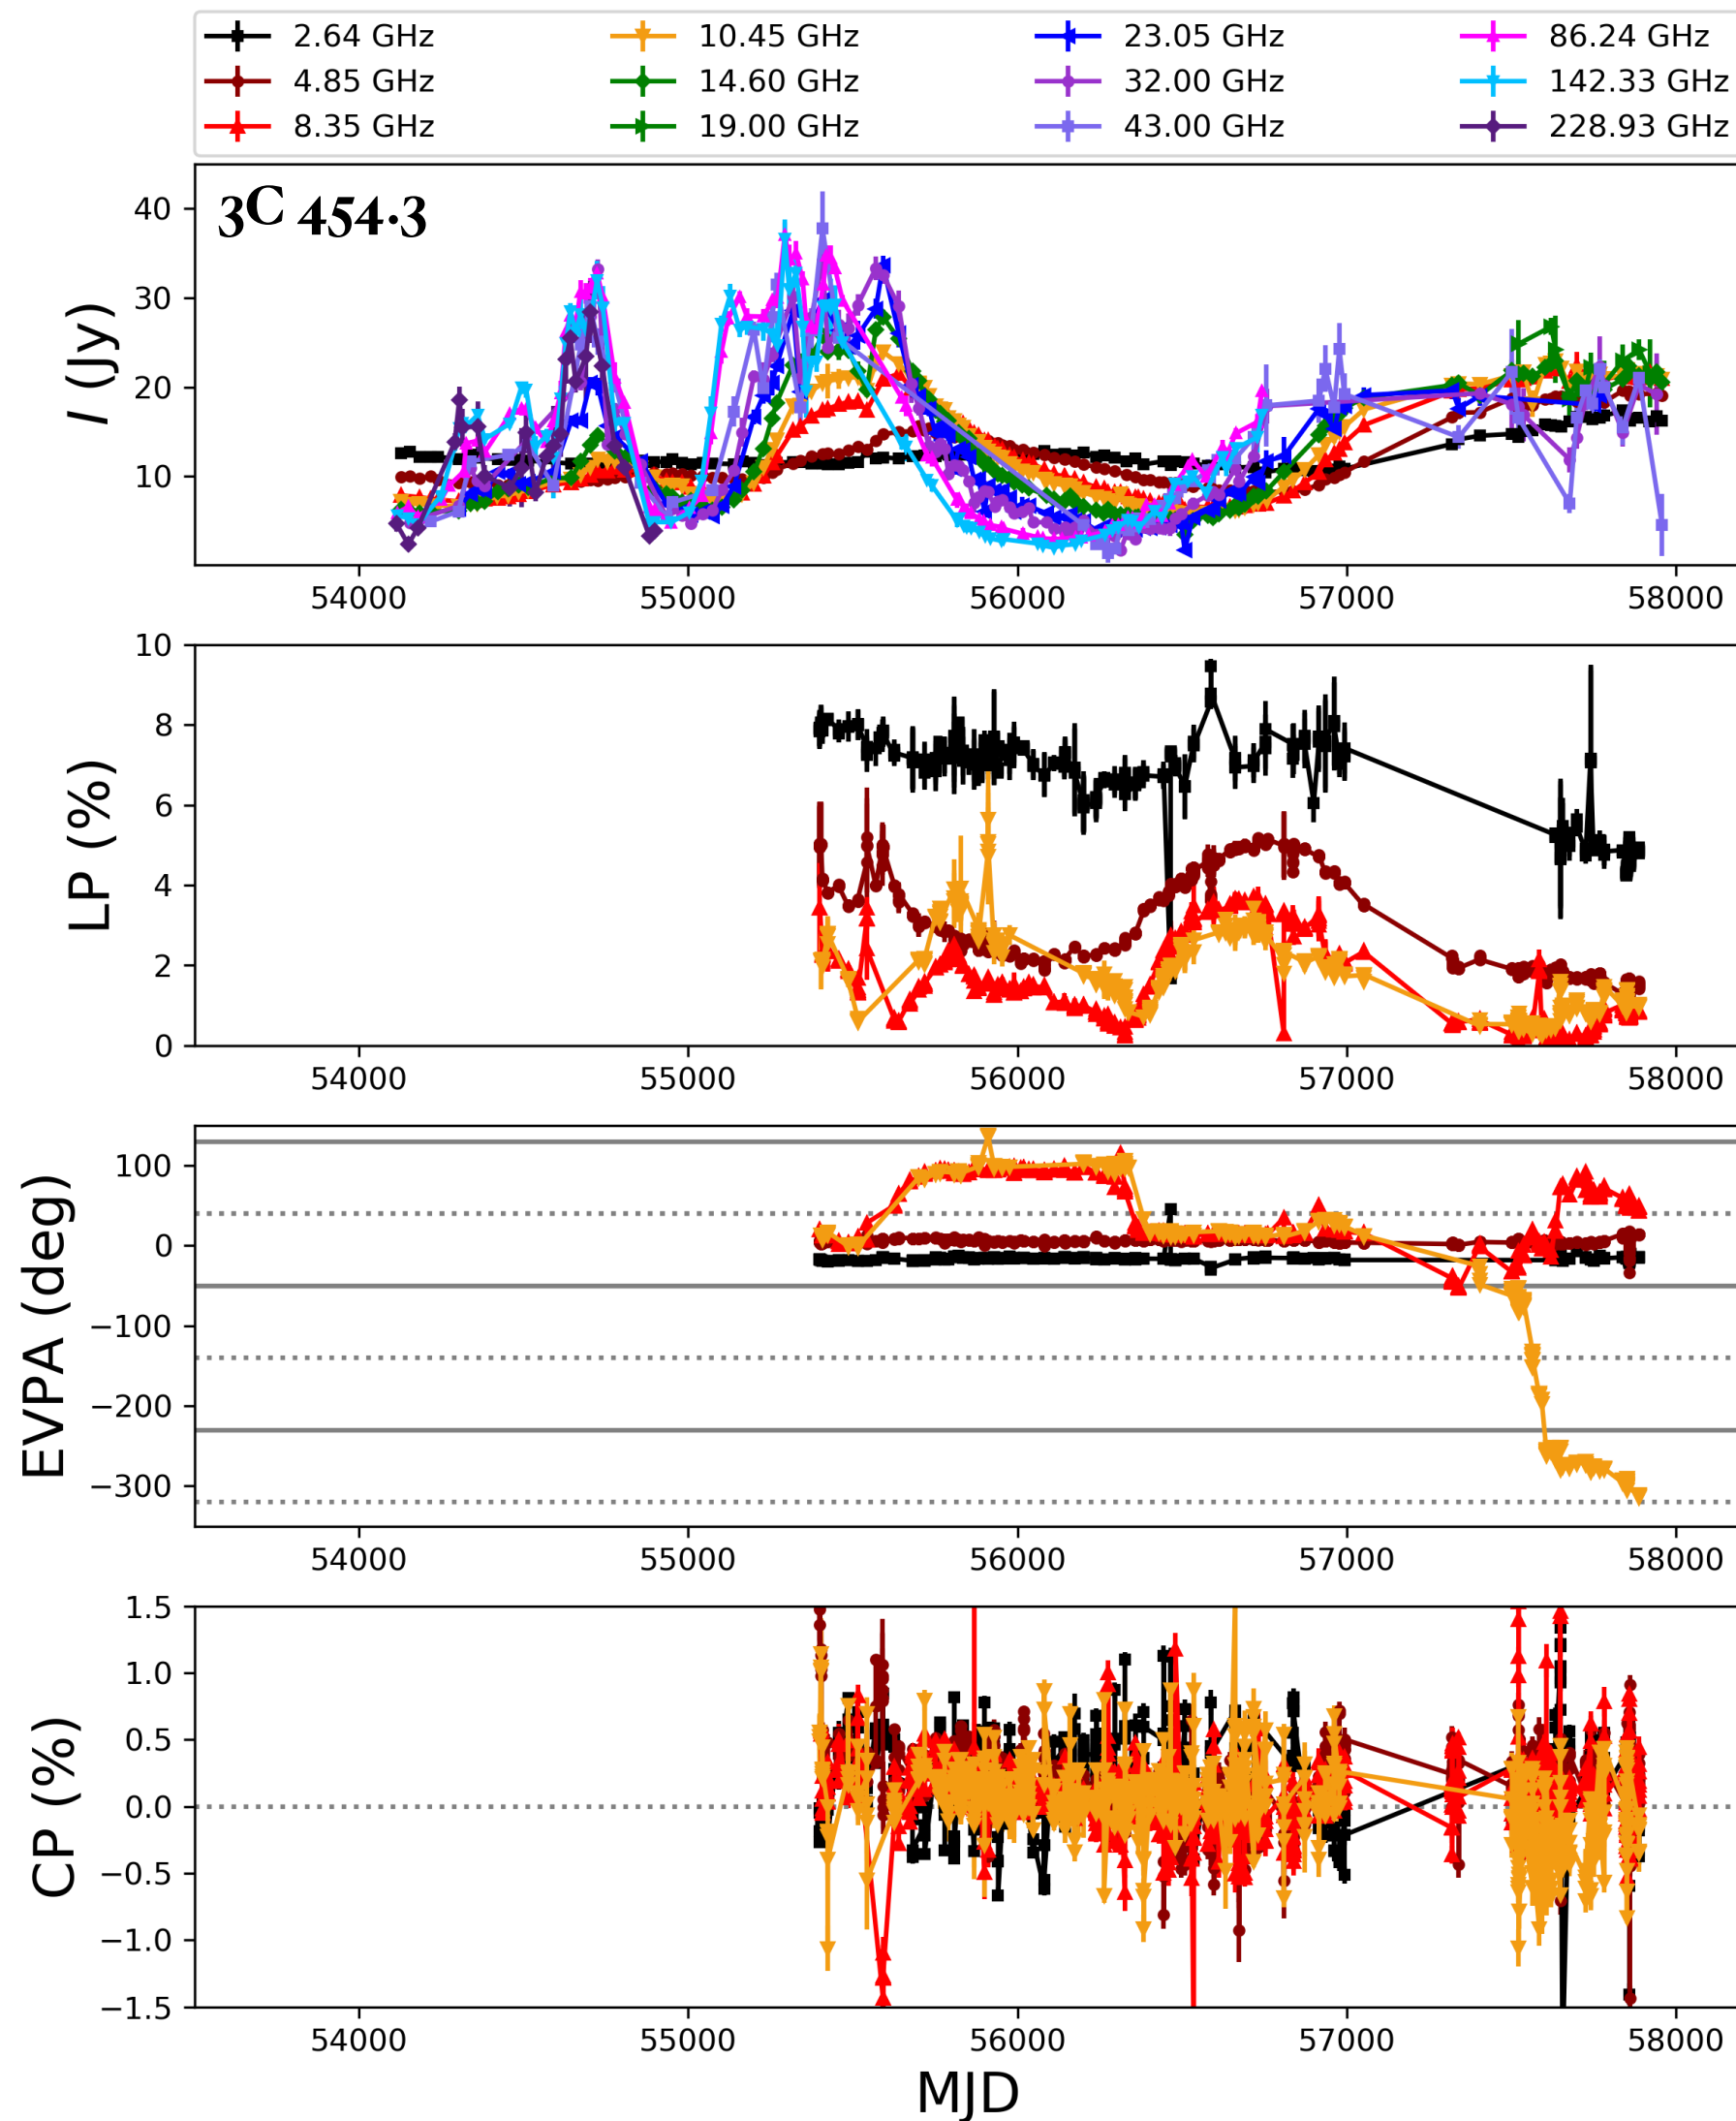 2.64 GHz 10.45 GHz 23.05 GHz 86.24 GHz
4.85 GHz 14.60 GHz 32.00 GHz 142.33 GHz
8.35 GHz 19.00 GHz 43.00 GHz 228.93 GHz
3C 454.3
I (Jy)
40
30
20
10
54000 55000 56000 57000 58000
LP (%)
10
8
6
4
2
0
54000 55000 56000 57000 58000
EVPA (deg)
100
0
−100
−200
−300
54000 55000 56000 57000 58000
CP (%)
1.5
1.0
0.5
0.0
−0.5
−1.0
−1.5
54000 55000 56000 57000 58000
MJD